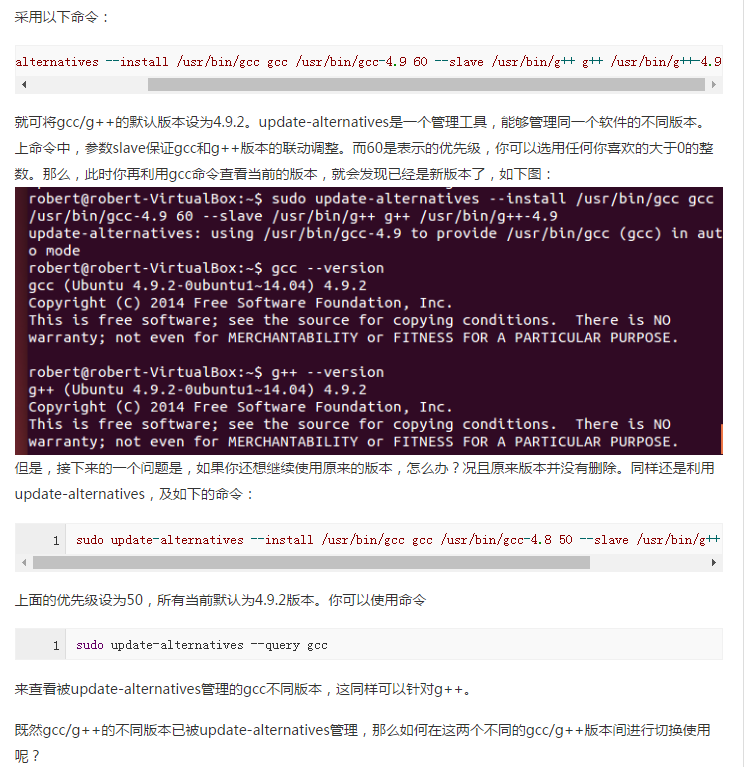 采用以下命令：
alternatives --install /usr/bin/gcc gcc /usr/bin/gcc-4.9 60 --slave /usr/bin/g++ g++ /usr/bin/g++-4.9
就可将gcc/g++的默认版本设为4.9.2。update-alternatives是一个管理工具，能够管理同一个软件的不同版本。
上命令中，参数slave保证gcc和g++版本的联动调整。而60是表示的优先级，你可以选用任何你喜欢的大于0的整
数。那么，此时你再利用gcc命令查看当前的版本，就会发现已经是新版本了，如下图：
robert@robert-VirtualBox:~$ sudo update-alternatives --install /usr/bin/gcc gcc
/usr/bin/gcc-4.9 60 --slave /usr/bin/g++ g++ /usr/bin/g++-4.9
update-alternatives: using /usr/bin/gcc-4.9 to provide /usr/bin/gcc (gcc) in aut
o mode
robert@robert-VirtualBox:~$ gcc --version
gcc (Ubuntu 4.9.2-0ubuntu1~14.04) 4.9.2
Copyright (C) 2014 Free Software Foundation, Inc.
This is free software; see the source for copying conditions.  There is NO
warranty; not even for MERCHANTABILITY or FITNESS FOR A PARTICULAR PURPOSE.
robert@robert-VirtualBox:~$ g++ --version
g++ (Ubuntu 4.9.2-0ubuntu1~14.04) 4.9.2
Copyright (C) 2014 Free Software Foundation, Inc.
This is free software; see the source for copying conditions.  There is NO
warranty; not even for MERCHANTABILITY or FITNESS FOR A PARTICULAR PURPOSE.
但是，接下来的一个问题是，如果你还想继续使用原来的版本，怎么办？况且原来版本并没有删除。同样还是利用
update-alternatives，及如下的命令：
1 sudo update-alternatives --install /usr/bin/gcc gcc /usr/bin/gcc-4.8 50 --slave /usr/bin/g++
上面的优先级设为50，所有当前默认为4.9.2版本。你可以使用命令
1 sudo update-alternatives --query gcc
来查看被update-alternatives管理的gcc不同版本，这同样可以针对g++。
既然gcc/g++的不同版本已被update-alternatives管理，那么如何在这两个不同的gcc/g++版本间进行切换使用
呢？